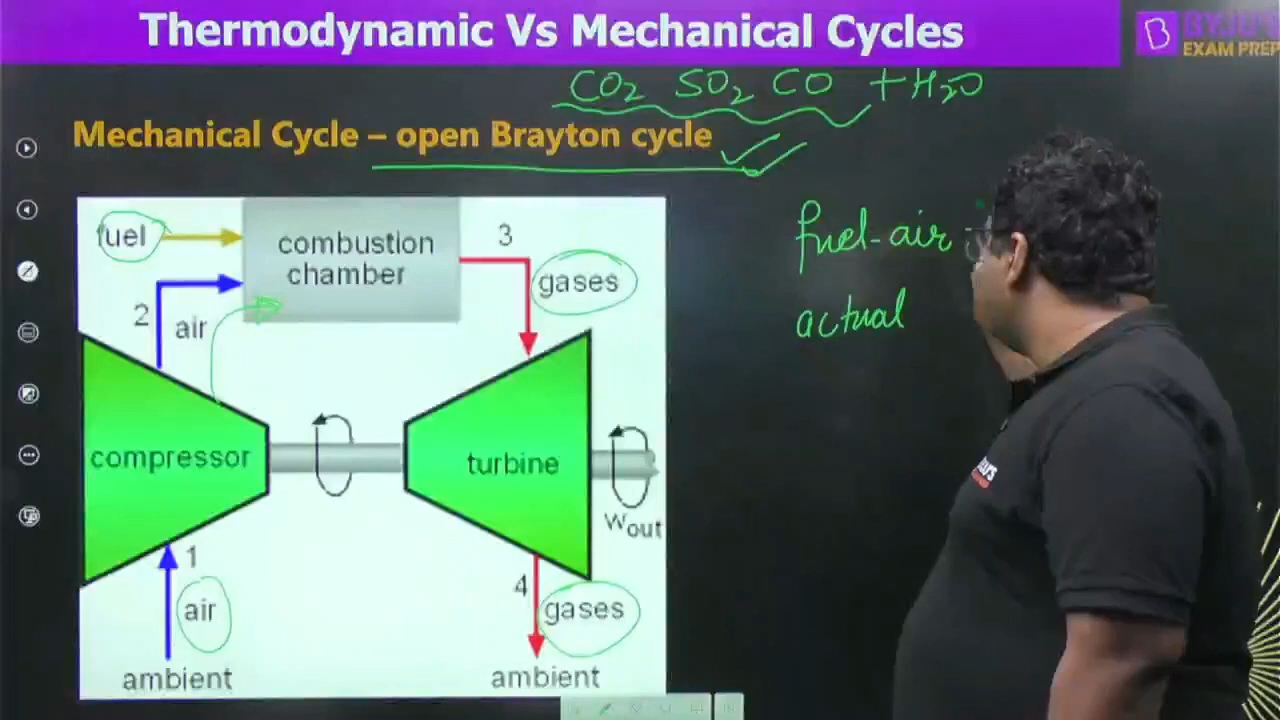 Thermodynamic Vs Mechanical Cycles
BYJU'S
EXAM PREP
CO2 SO2 CO + H2O
Mechanical Cycle – open Brayton cycle
fuel
combustion
chamber
3
gases
2
air
fuel-air
actual
compressor
turbine
Wout
1
air
4
gases
ambient
ambient